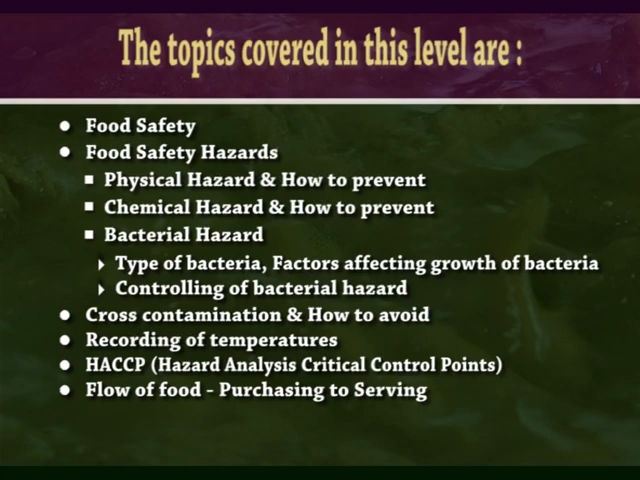 The topics covered in this level are :
● Food Safety
● Food Safety Hazards
■ Physical Hazard & How to prevent
■ Chemical Hazard & How to prevent
■ Bacterial Hazard
▸ Type of bacteria, Factors affecting growth of bacteria
▸ Controlling of bacterial hazard
● Cross contamination & How to avoid
● Recording of temperatures
● HACCP (Hazard Analysis Critical Control Points)
● Flow of food - Purchasing to Serving